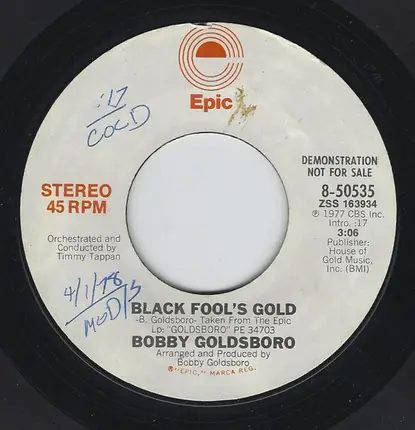 :17
COLD
Epic
DEMONSTRATION
NOT FOR SALE
STEREO
45 RPM
8-50535
ZSS 163934
℗ 1977 CBS Inc.
Intro. :17
3:06
Publisher:
House of
Gold Music,
Inc. (BMI)
Orchestrated and
Conducted by
Timmy Tappan
4/1/78
BLACK FOOL'S GOLD
-B. Goldsboro- Taken From The Epic
Lp: "GOLDSBORO" PE 34703
BOBBY GOLDSBORO
Arranged and Produced by
Bobby Goldsboro
®"EPIC," MARCA REG.